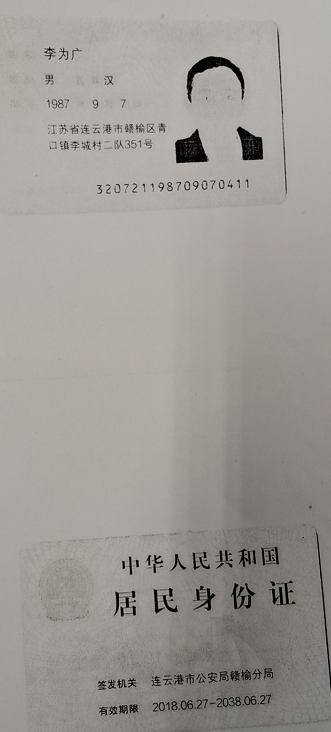 李为广
男 汉
1987 9 7
江苏省连云港市赣榆区青
口镇李城村二队351号
320721198709070411
中华人民共和国
居民身份证
签发机关 连云港市公安局赣榆分局
有效期限 2018.06.27-2038.06.27